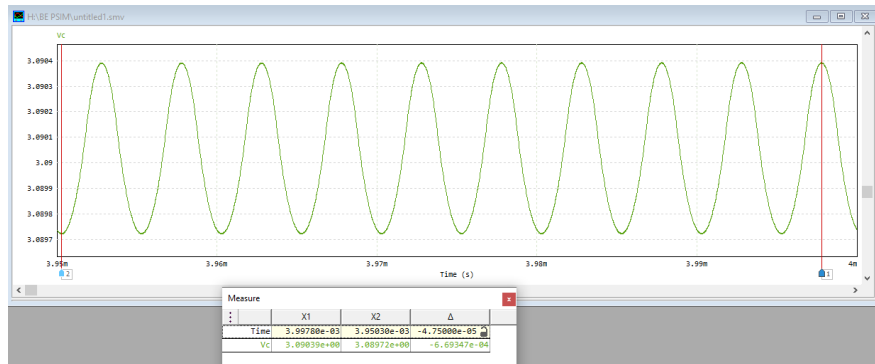 H:\BE PSIM\untitled1.smv
Vc
3.0904
3.0903
3.0902
3.0901
3.09
3.0899
3.0898
3.0897
3.95m 3.96m 3.97m 3.98m 3.99m 4m
Time (s)
2 1
Measure
X1 X2 Δ
Time 3.99780e-03 3.95030e-03 -4.75000e-05
Vc 3.09039e+00 3.08972e+00 -6.69347e-04